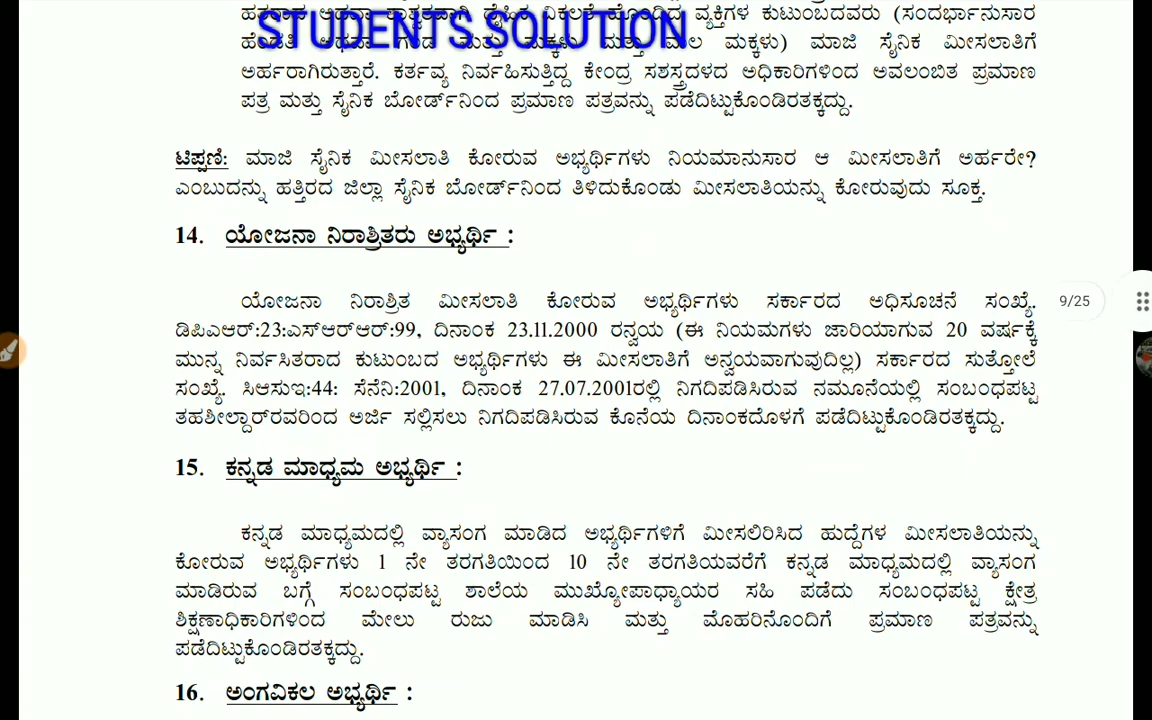 STUDENTS SOLUTION
ವ್ಯಕ್ತಿಗಳ ಕುಟುಂಬದವರು (ಸಂದರ್ಭಾನುಸಾರ
ಮಕ್ಕಳು) ಮಾಜಿ ಸೈನಿಕ ಮೀಸಲಾತಿಗೆ
ಅರ್ಹರಾಗಿರುತ್ತಾರೆ. ಕರ್ತವ್ಯ ನಿರ್ವಹಿಸುತ್ತಿದ್ದ ಕೇಂದ್ರ ಸಶಸ್ತ್ರದಳದ ಅಧಿಕಾರಿಗಳಿಂದ ಅವಲಂಬಿತ ಪ್ರಮಾಣ
ಪತ್ರ ಮತ್ತು ಸೈನಿಕ ಬೋರ್ಡ್‌ನಿಂದ ಪ್ರಮಾಣ ಪತ್ರವನ್ನು ಪಡೆದಿಟ್ಟುಕೊಂಡಿರತಕ್ಕದ್ದು.
ಟಿಪ್ಪಣಿ: ಮಾಜಿ ಸೈನಿಕ ಮೀಸಲಾತಿ ಕೋರುವ ಅಭ್ಯರ್ಥಿಗಳು ನಿಯಮಾನುಸಾರ ಆ ಮೀಸಲಾತಿಗೆ ಅರ್ಹರೇ?
ಎಂಬುದನ್ನು ಹತ್ತಿರದ ಜಿಲ್ಲಾ ಸೈನಿಕ ಬೋರ್ಡ್‌ನಿಂದ ತಿಳಿದುಕೊಂಡು ಮೀಸಲಾತಿಯನ್ನು ಕೋರುವುದು ಸೂಕ್ತ.
14. ಯೋಜನಾ ನಿರಾಶ್ರಿತರು ಅಭ್ಯರ್ಥಿ :
ಯೋಜನಾ ನಿರಾಶ್ರಿತ ಮೀಸಲಾತಿ ಕೋರುವ ಅಭ್ಯರ್ಥಿಗಳು ಸರ್ಕಾರದ ಅಧಿಸೂಚನೆ ಸಂಖ್ಯೆ.
9/25
ಡಿಪಿಎಆರ್:23:ಎಸ್ಆರ್ಆರ್:99, ದಿನಾಂಕ 23.11.2000 ರನ್ವಯ (ಈ ನಿಯಮಗಳು ಜಾರಿಯಾಗುವ 20 ವರ್ಷಕ್ಕೆ
ಮುನ್ನ ನಿರ್ವಸಿತರಾದ ಕುಟುಂಬದ ಅಭ್ಯರ್ಥಿಗಳು ಈ ಮೀಸಲಾತಿಗೆ ಅನ್ವಯವಾಗುವುದಿಲ್ಲ) ಸರ್ಕಾರದ ಸುತ್ತೋಲೆ
ಸಂಖ್ಯೆ. ಸಿಆಸುಇ:44: ಸೆನೆನಿ:2001, ದಿನಾಂಕ 27.07.2001ರಲ್ಲಿ ನಿಗದಿಪಡಿಸಿರುವ ನಮೂನೆಯಲ್ಲಿ ಸಂಬಂಧಪಟ್ಟ
ತಹಶೀಲ್ದಾರ್‌ರವರಿಂದ ಅರ್ಜಿ ಸಲ್ಲಿಸಲು ನಿಗದಿಪಡಿಸಿರುವ ಕೊನೆಯ ದಿನಾಂಕದೊಳಗೆ ಪಡೆದಿಟ್ಟುಕೊಂಡಿರತಕ್ಕದ್ದು.
15. ಕನ್ನಡ ಮಾಧ್ಯಮ ಅಭ್ಯರ್ಥಿ :
ಕನ್ನಡ ಮಾಧ್ಯಮದಲ್ಲಿ ವ್ಯಾಸಂಗ ಮಾಡಿದ ಅಭ್ಯರ್ಥಿಗಳಿಗೆ ಮೀಸಲಿರಿಸಿದ ಹುದ್ದೆಗಳ ಮೀಸಲಾತಿಯನ್ನು
ಕೋರುವ ಅಭ್ಯರ್ಥಿಗಳು 1 ನೇ ತರಗತಿಯಿಂದ 10 ನೇ ತರಗತಿಯವರೆಗೆ ಕನ್ನಡ ಮಾಧ್ಯಮದಲ್ಲಿ ವ್ಯಾಸಂಗ
ಮಾಡಿರುವ ಬಗ್ಗೆ ಸಂಬಂಧಪಟ್ಟ ಶಾಲೆಯ ಮುಖ್ಯೋಪಾಧ್ಯಾಯರ ಸಹಿ ಪಡೆದು ಸಂಬಂಧಪಟ್ಟ ಕ್ಷೇತ್ರ
ಶಿಕ್ಷಣಾಧಿಕಾರಿಗಳಿಂದ ಮೇಲು ರುಜು ಮಾಡಿಸಿ ಮತ್ತು ಮೊಹರಿನೊಂದಿಗೆ ಪ್ರಮಾಣ ಪತ್ರವನ್ನು
ಪಡೆದಿಟ್ಟುಕೊಂಡಿರತಕ್ಕದ್ದು.
16. ಅಂಗವಿಕಲ ಅಭ್ಯರ್ಥಿ :